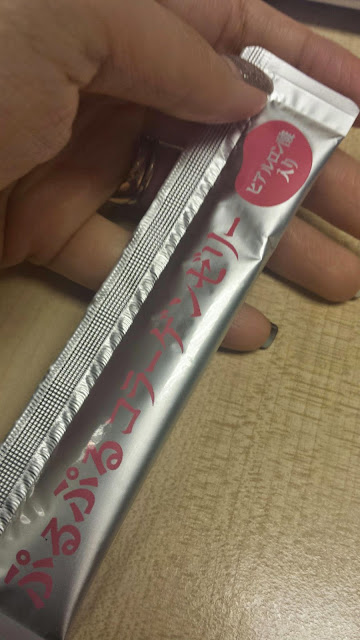 ヒアルロン酸
入り
ぷるぷるコラーゲンゼリー